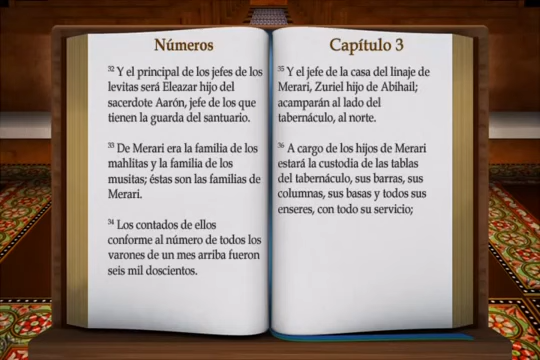 Números
³² Y el principal de los jefes de los
levitas será Eleazar hijo del
sacerdote Aarón, jefe de los que
tienen la guarda del santuario.
³³ De Merari era la familia de los
mahlitas y la familia de los
musitas; éstas son las familias de
Merari.
³⁴ Los contados de ellos
conforme al número de todos los
varones de un mes arriba fueron
seis mil doscientos.
Capítulo 3
³⁵ Y el jefe de la casa del linaje de
Merari, Zuriel hijo de Abihail;
acamparán al lado del
tabernáculo, al norte.
³⁶ A cargo de los hijos de Merari
estará la custodia de las tablas
del tabernáculo, sus barras, sus
columnas, sus basas y todos sus
enseres, con todo su servicio;